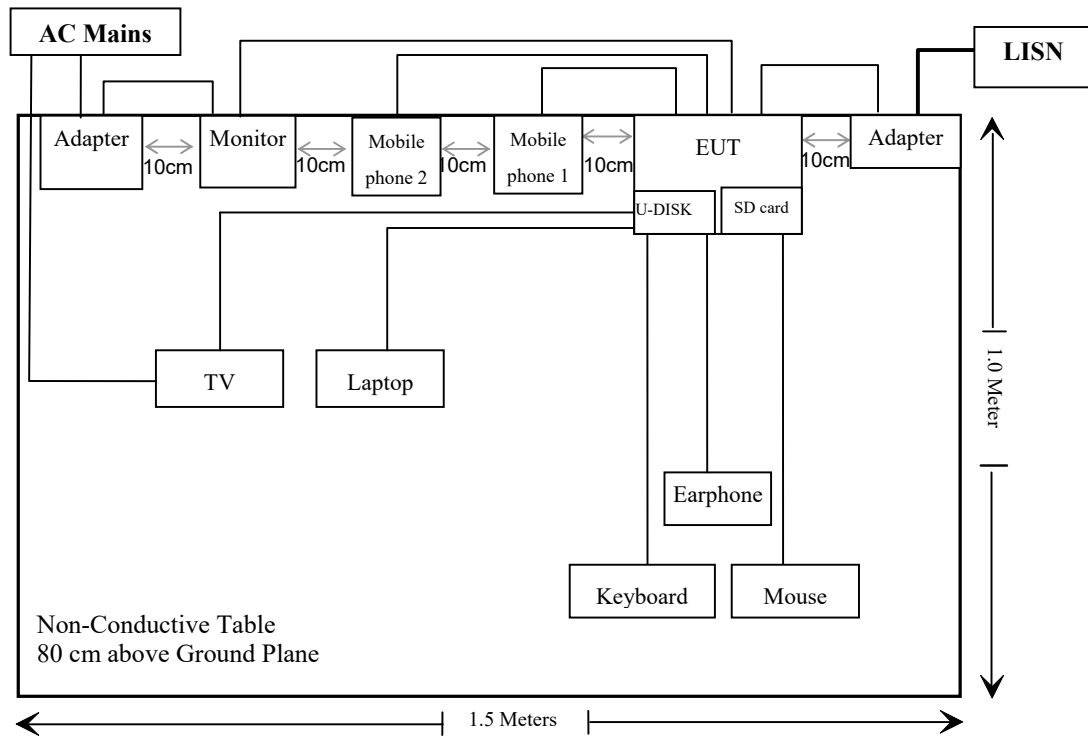 AC Mains
LISN
Adapter
Monitor
Mobile
phone 2
Mobile
phone 1
EUT
Adapter
10cm
10cm
10cm
10cm
10cm
U-DISK
SD card
TV
Laptop
1.0 Meter
Earphone
Keyboard
Mouse
Non-Conductive Table
80 cm above Ground Plane
1.5 Meters